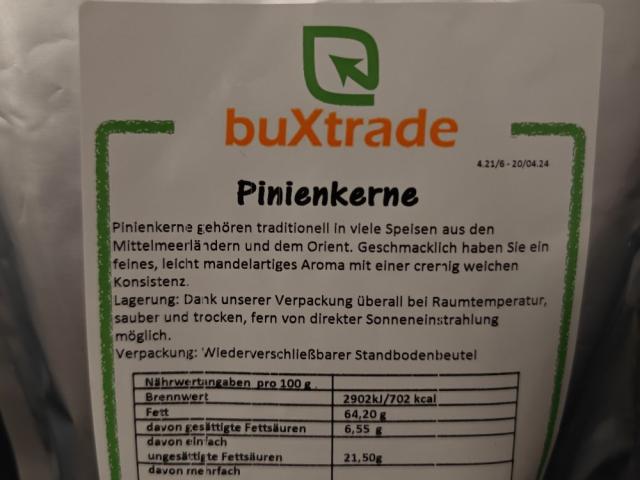 buXtrade
4.21/6 - 20/04.24
Pinienkerne
Pinienkerne gehören traditionell in viele Speisen aus den
Mittelmeerländern und dem Orient. Geschmacklich haben Sie ein
feines, leicht mandelartiges Aroma mit einer cremig weichen
Konsistenz.
Lagerung: Dank unserer Verpackung überall bei Raumtemperatur,
sauber und trocken, fern von direkter Sonneneinstrahlung
möglich.
Verpackung: Wiederverschließbarer Standbodenbeutel
Nährwertangaben pro 100 g
Brennwert 2902kJ/702 kcal
Fett 64,20 g
davon gesättigte Fettsäuren 6,55 g
davon einfach
ungesättigte Fettsäuren 21,50g
davon mehrfach